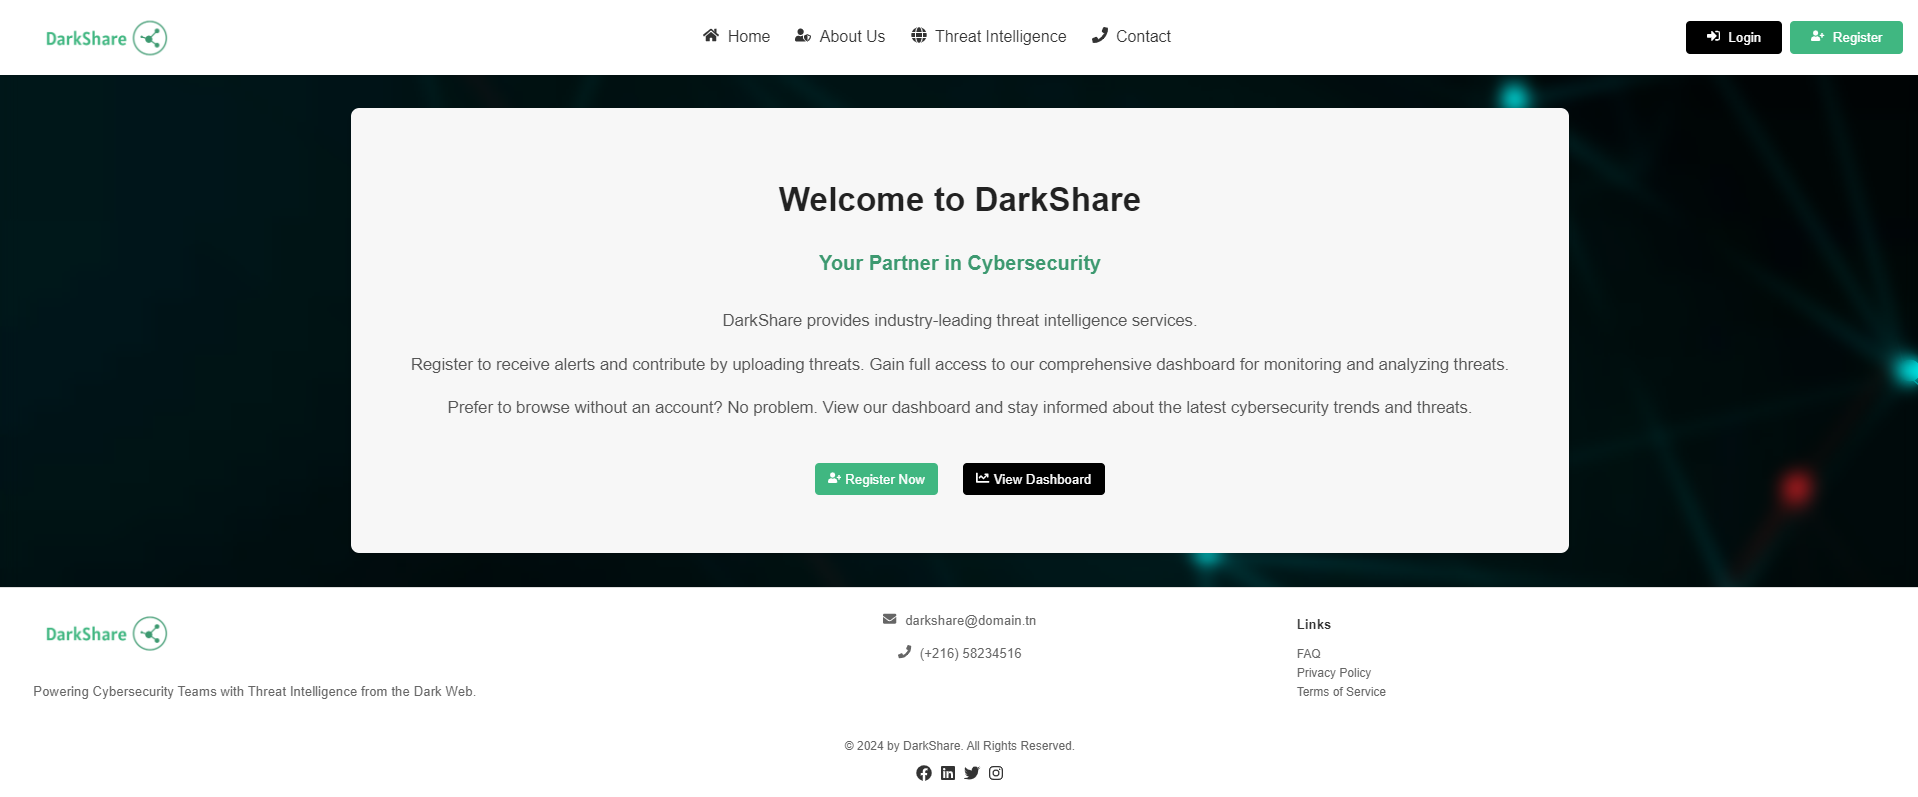 DarkShare
Home
About Us
Threat Intelligence
Contact
Login
Register
Welcome to DarkShare
Your Partner in Cybersecurity
DarkShare provides industry-leading threat intelligence services.
Register to receive alerts and contribute by uploading threats. Gain full access to our comprehensive dashboard for monitoring and analyzing threats.
Prefer to browse without an account? No problem. View our dashboard and stay informed about the latest cybersecurity trends and threats.
Register Now
View Dashboard
DarkShare
Powering Cybersecurity Teams with Threat Intelligence from the Dark Web.
darkshare@domain.tn
(+216) 58234516
Links
FAQ
Privacy Policy
Terms of Service
© 2024 by DarkShare. All Rights Reserved.